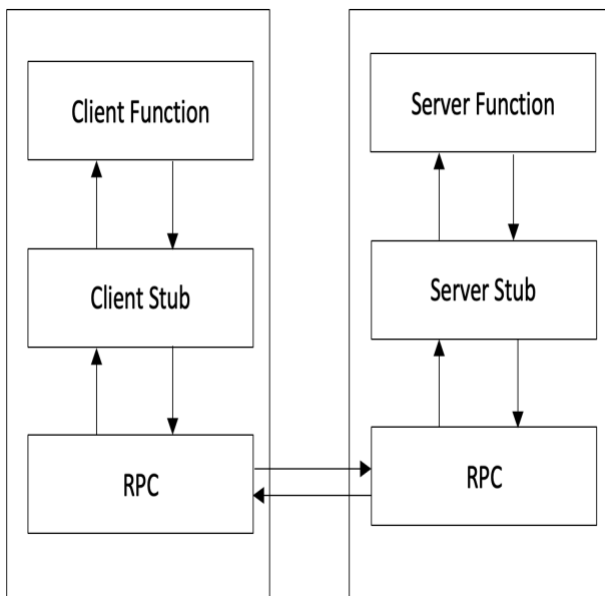 Client Function
Server Function
Client Stub
Server Stub
RPC
RPC